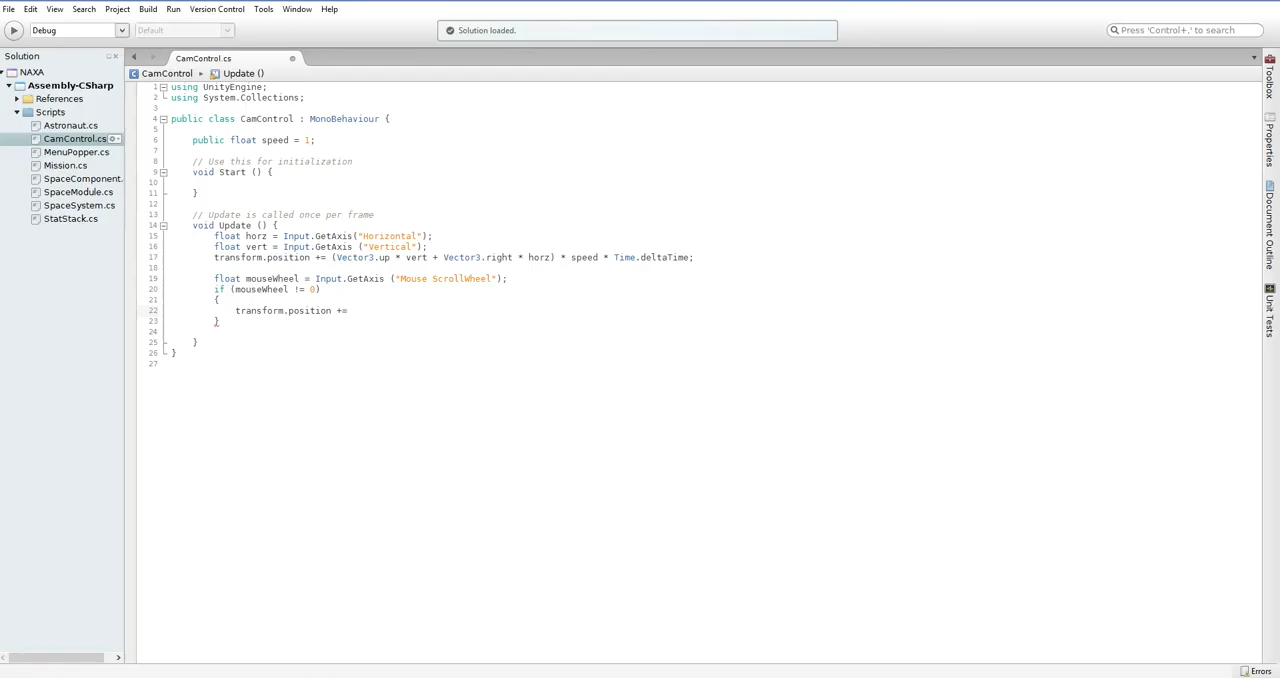 File Edit View Search Project Build Run Version Control Tools Window Help
Debug Default Solution loaded. Press 'Control+,' to search
Solution
NAXA
Assembly-CSharp
References
Scripts
Astronaut.cs
CamControl.cs
MenuPopper.cs
Mission.cs
SpaceComponent.
SpaceModule.cs
SpaceSystem.cs
StatStack.cs
CamControl.cs
CamControl Update ()
1 using UnityEngine;
2 using System.Collections;
3
4 public class CamControl : MonoBehaviour {
5
6 public float speed = 1;
7
8 // Use this for initialization
9 void Start () {
10
11 }
12
13 // Update is called once per frame
14 void Update () {
15 float horz = Input.GetAxis("Horizontal");
16 float vert = Input.GetAxis ("Vertical");
17 transform.position += (Vector3.up * vert + Vector3.right * horz) * speed * Time.deltaTime;
18
19 float mouseWheel = Input.GetAxis ("Mouse ScrollWheel");
20 if (mouseWheel != 0)
21 {
22 transform.position +=
23 }
24
25 }
26 }
27
Toolbox
Properties
Document Outline
Unit Tests
Errors